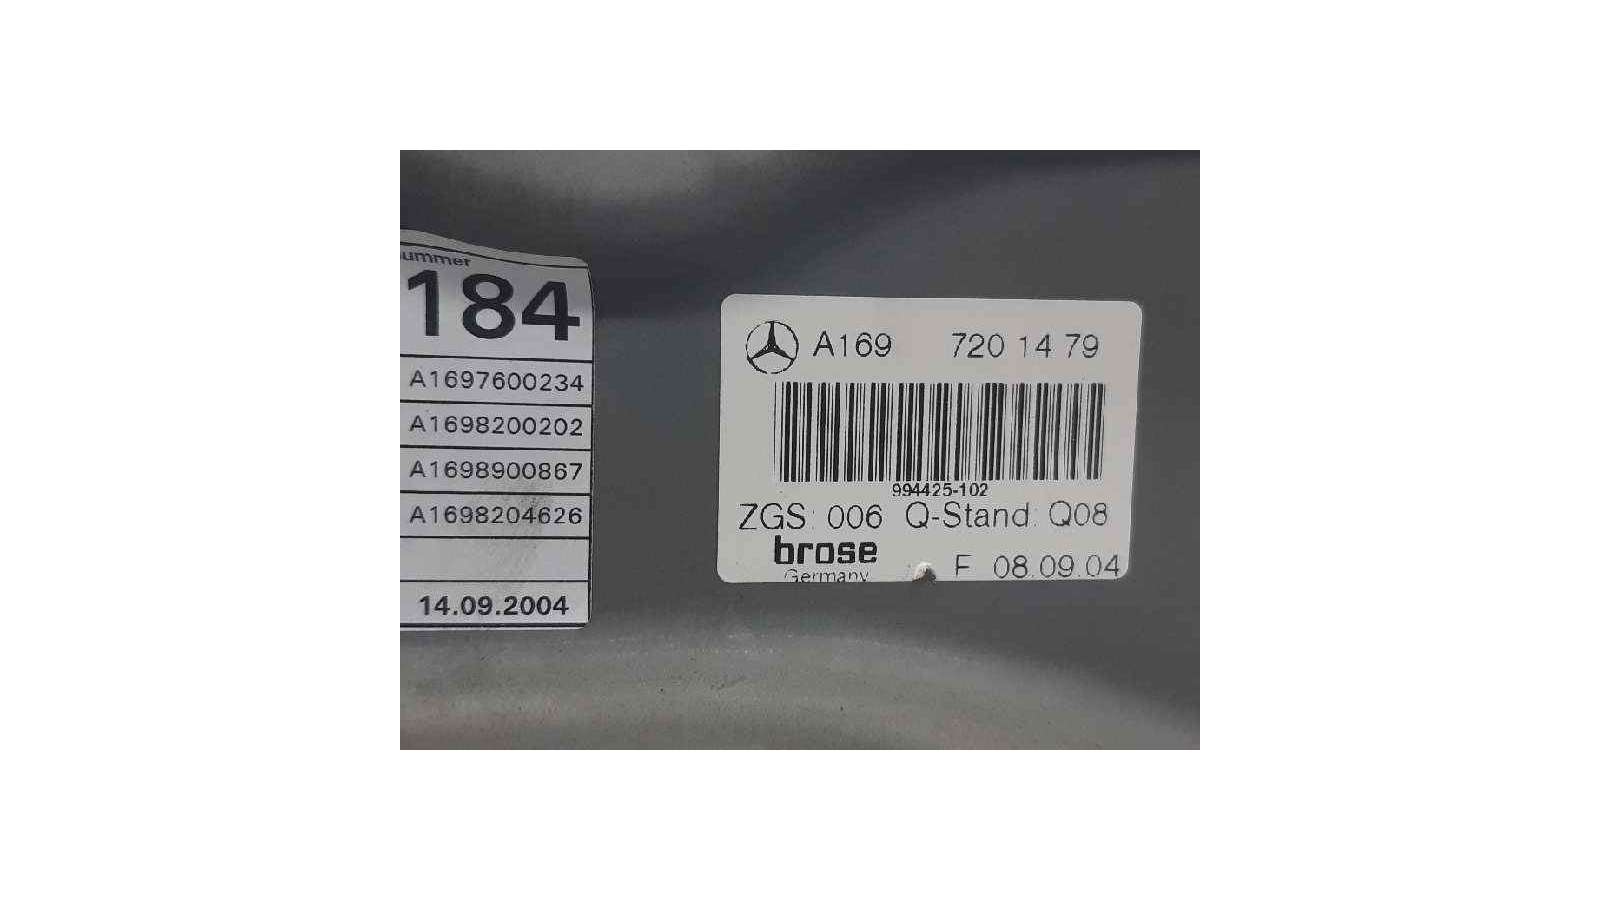 ummer
184
A1697600234
A1698200202
A1698900867
A1698204626
14.09.2004
A169 720 14 79
994425-102
ZGS: 006 Q-Stand: Q08
brose
Germany
F 08.09.04